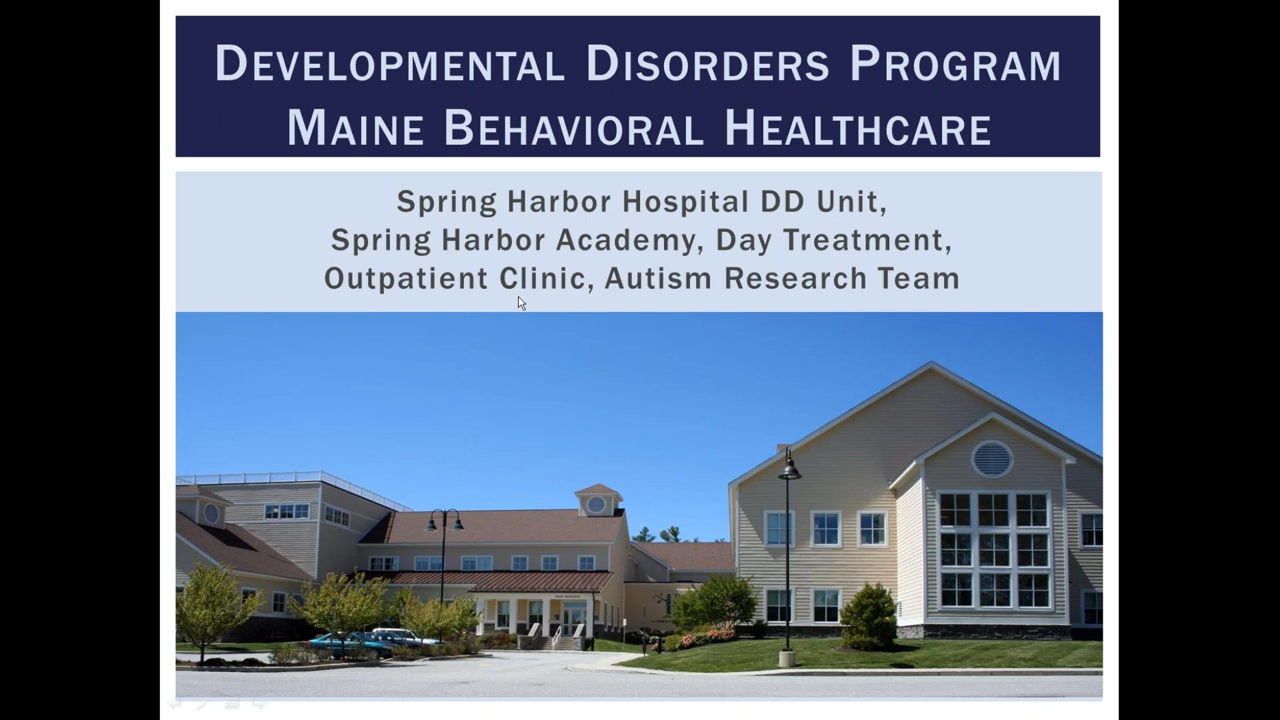 DEVELOPMENTAL DISORDERS PROGRAM
MAINE BEHAVIORAL HEALTHCARE
Spring Harbor Hospital DD Unit,
Spring Harbor Academy, Day Treatment,
Outpatient Clinic, Autism Research Team